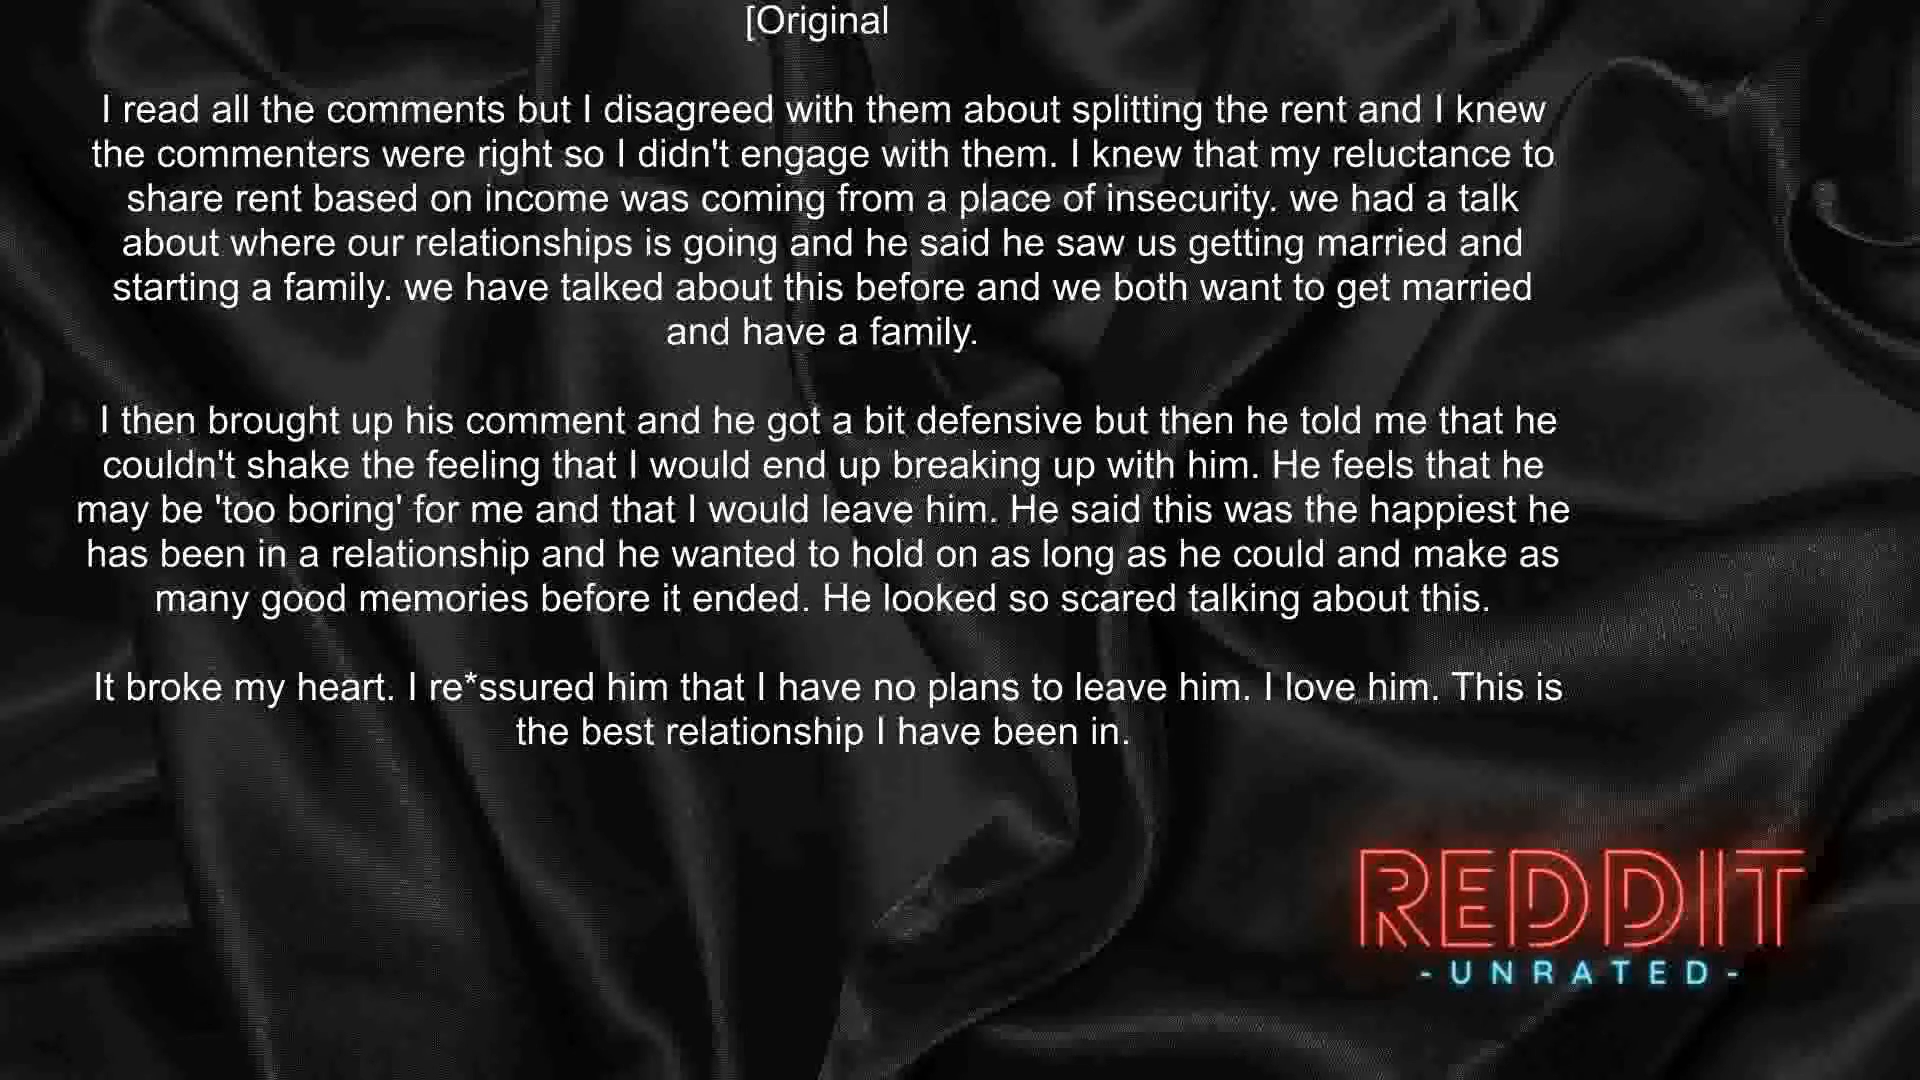 [Original
I read all the comments but I disagreed with them about splitting the rent and I knew
the commenters were right so I didn't engage with them. I knew that my reluctance to
share rent based on income was coming from a place of insecurity. we had a talk
about where our relationships is going and he said he saw us getting married and
starting a family. we have talked about this before and we both want to get married
and have a family.
I then brought up his comment and he got a bit defensive but then he told me that he
couldn't shake the feeling that I would end up breaking up with him. He feels that he
may be 'too boring' for me and that I would leave him. He said this was the happiest he
has been in a relationship and he wanted to hold on as long as he could and make as
many good memories before it ended. He looked so scared talking about this.
It broke my heart. I re*ssured him that I have no plans to leave him. I love him. This is
the best relationship I have been in.
REDDIT
- UNRATED -